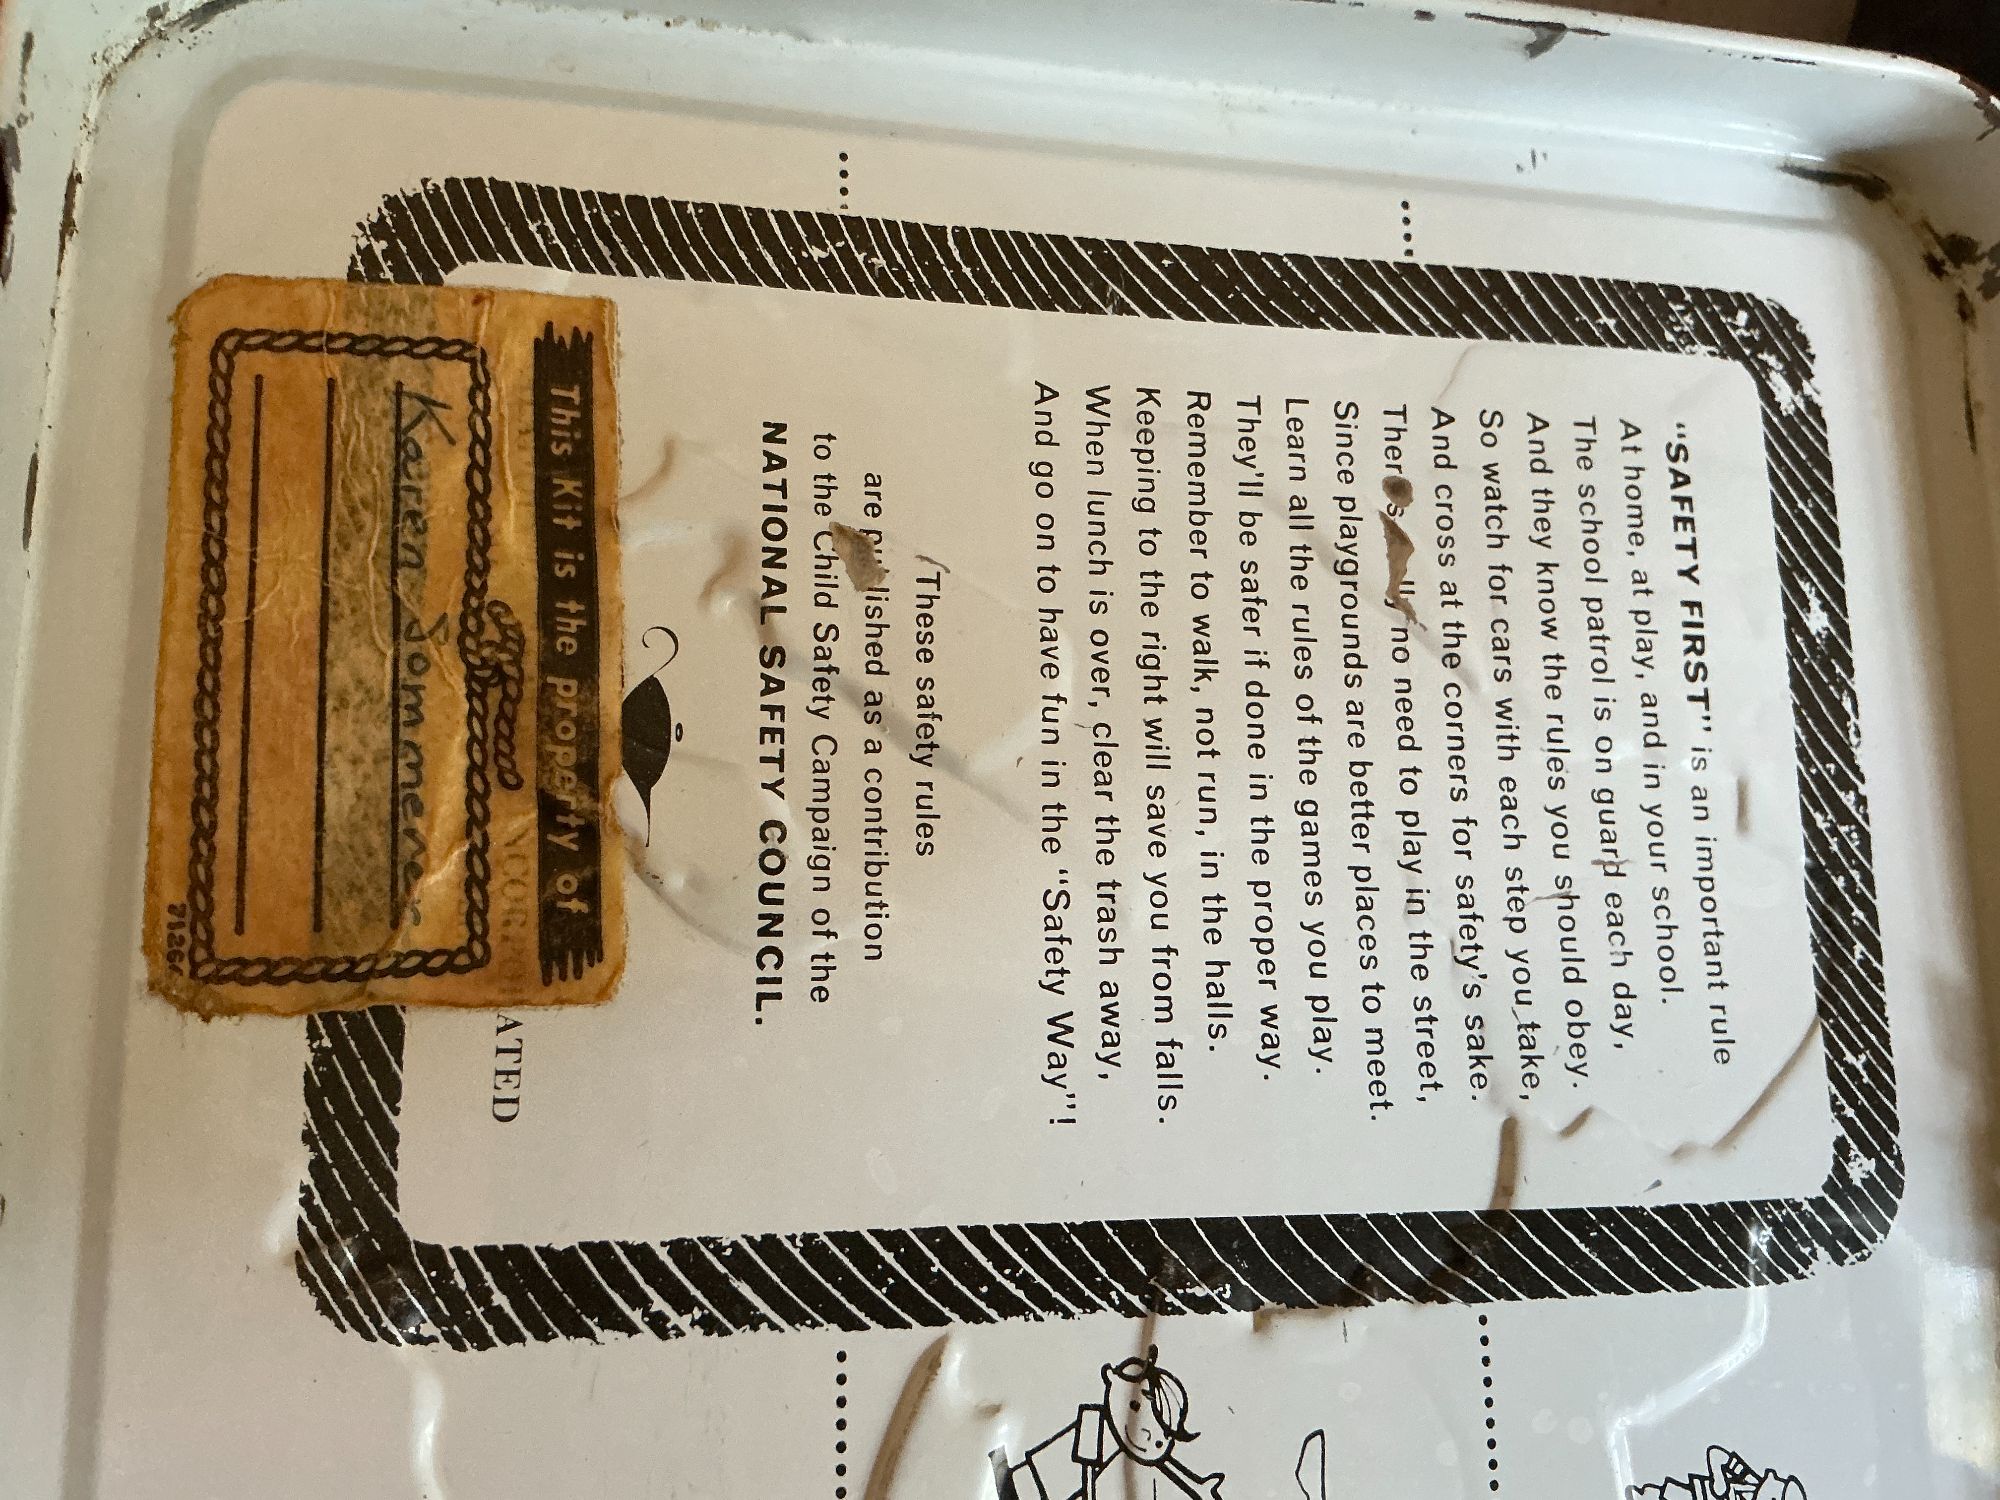 "SAFETY FIRST" is an important rule
At home, at play, and in your school.
The school patrol is on guard each day,
And they know the rules you should obey.
So watch for cars with each step you take,
And cross at the corners for safety's sake.
There's no need to play in the street,
Since playgrounds are better places to meet.
Learn all the rules of the games you play.
They'll be safer if done in the proper way.
Remember to walk, not run, in the halls.
Keeping to the right will save you from falls.
When lunch is over, clear the trash away,
And go on to have fun in the "Safety Way"!
These safety rules
are published as a contribution
to the Child Safety Campaign of the
NATIONAL SAFETY COUNCIL.
INCORPORATED
This Kit is the property of
Karen Sommerer